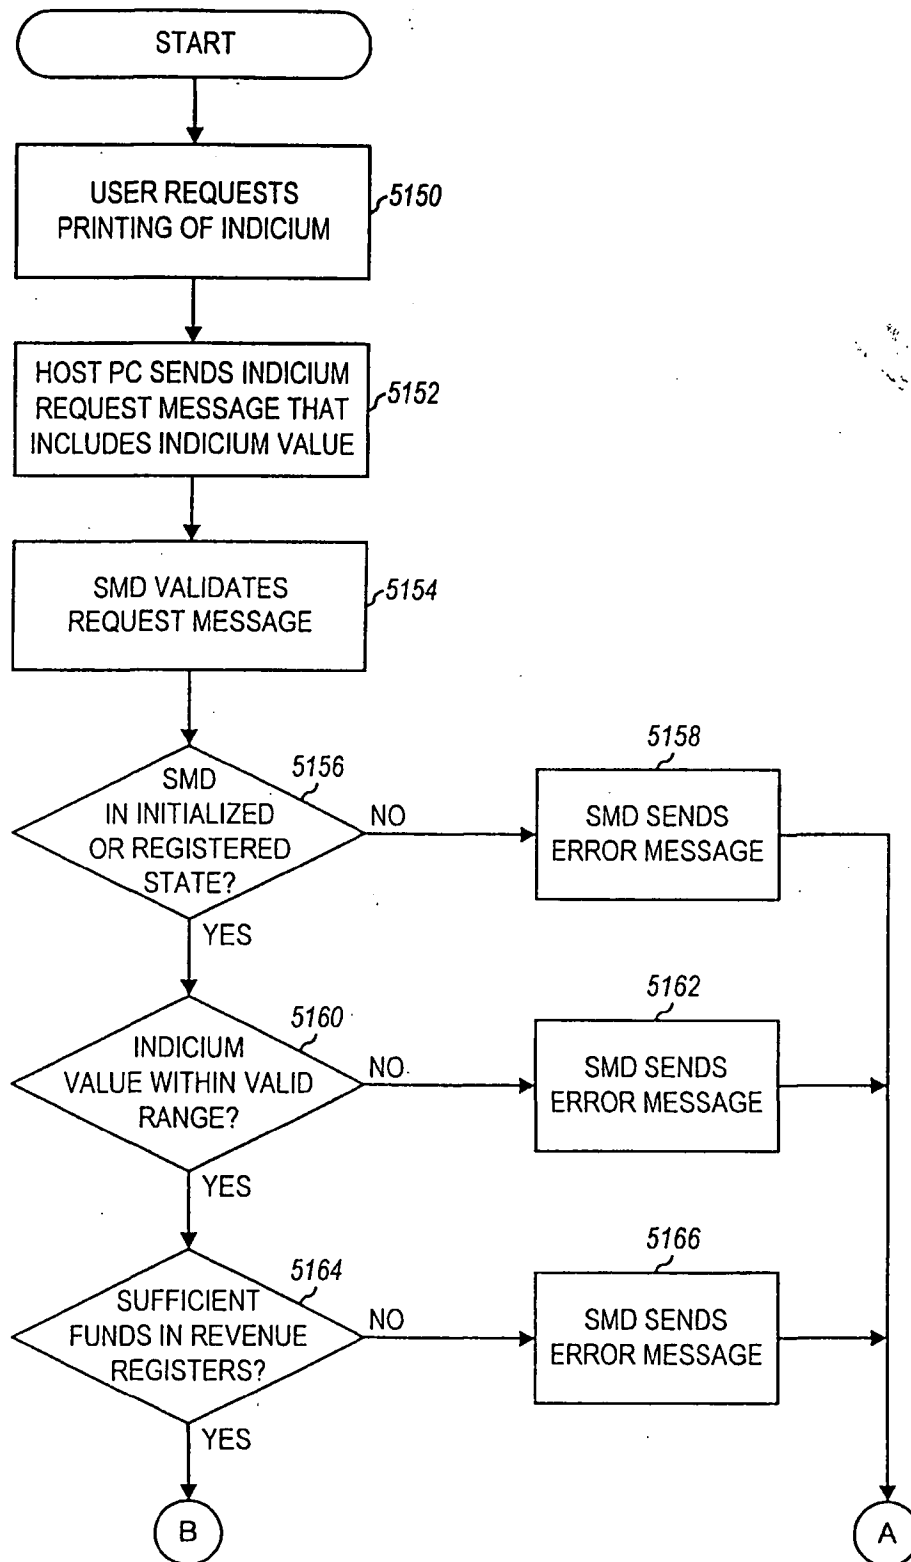 START
USER REQUESTS
PRINTING OF INDICIUM
5150
HOST PC SENDS INDICIUM
REQUEST MESSAGE THAT
INCLUDES INDICIUM VALUE
5152
SMD VALIDATES
REQUEST MESSAGE
5154
SMD
IN INITIALIZED
OR REGISTERED
STATE?
5156
NO
5158
SMD SENDS
ERROR MESSAGE
YES
INDICIUM
VALUE WITHIN VALID
RANGE?
5160
NO
5162
SMD SENDS
ERROR MESSAGE
YES
SUFFICIENT
FUNDS IN REVENUE
REGISTERS?
5164
NO
5166
SMD SENDS
ERROR MESSAGE
YES
B
A